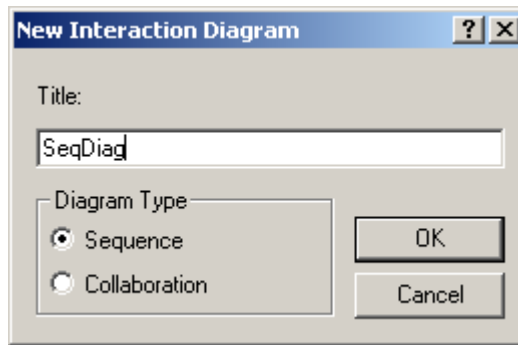 New Interaction Diagram
Title:
SeqDiag
Diagram Type
Sequence
Collaboration
OK
Cancel